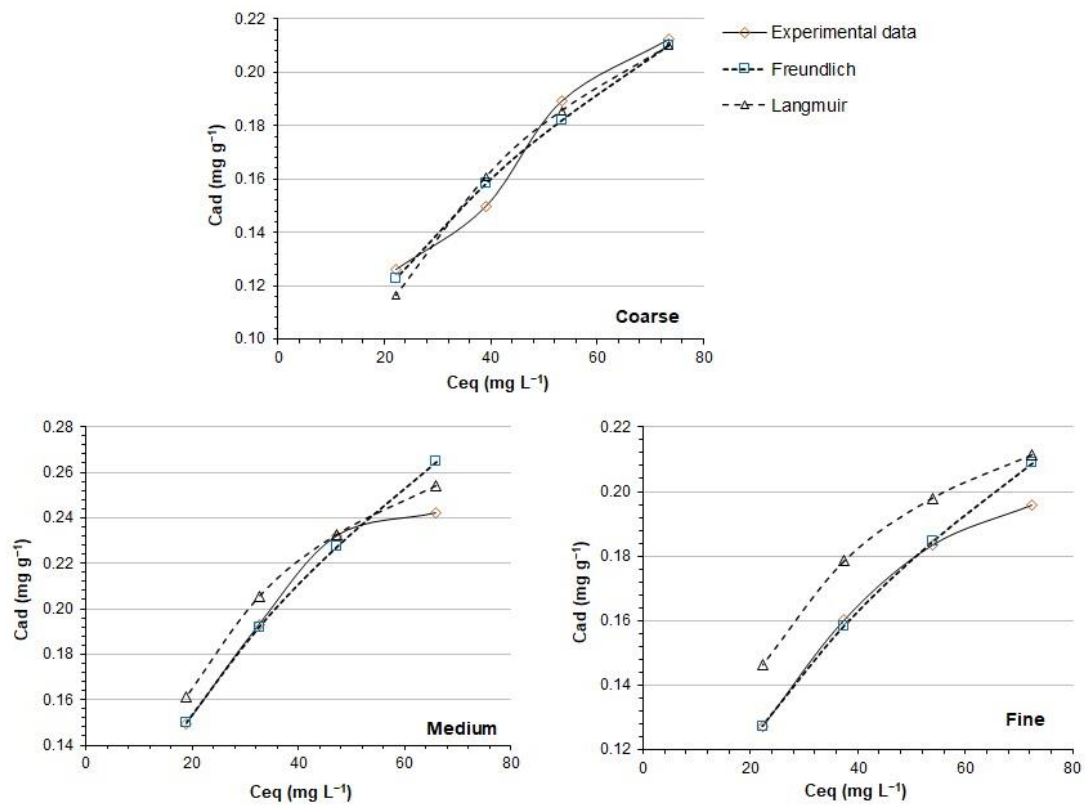 0.22
0.20
0.18
0.16
0.14
0.12
0.10
Cad (mg g⁻¹)
0 20 40 60 80
Ceq (mg L⁻¹)
Coarse
Experimental data
Freundlich
Langmuir
0.28
0.26
0.24
0.22
0.20
0.18
0.16
0.14
Cad (mg g⁻¹)
0 20 40 60 80
Ceq (mg L⁻¹)
Medium
0.22
0.20
0.18
0.16
0.14
0.12
Cad (mg g⁻¹)
0 20 40 60 80
Ceq (mg L⁻¹)
Fine